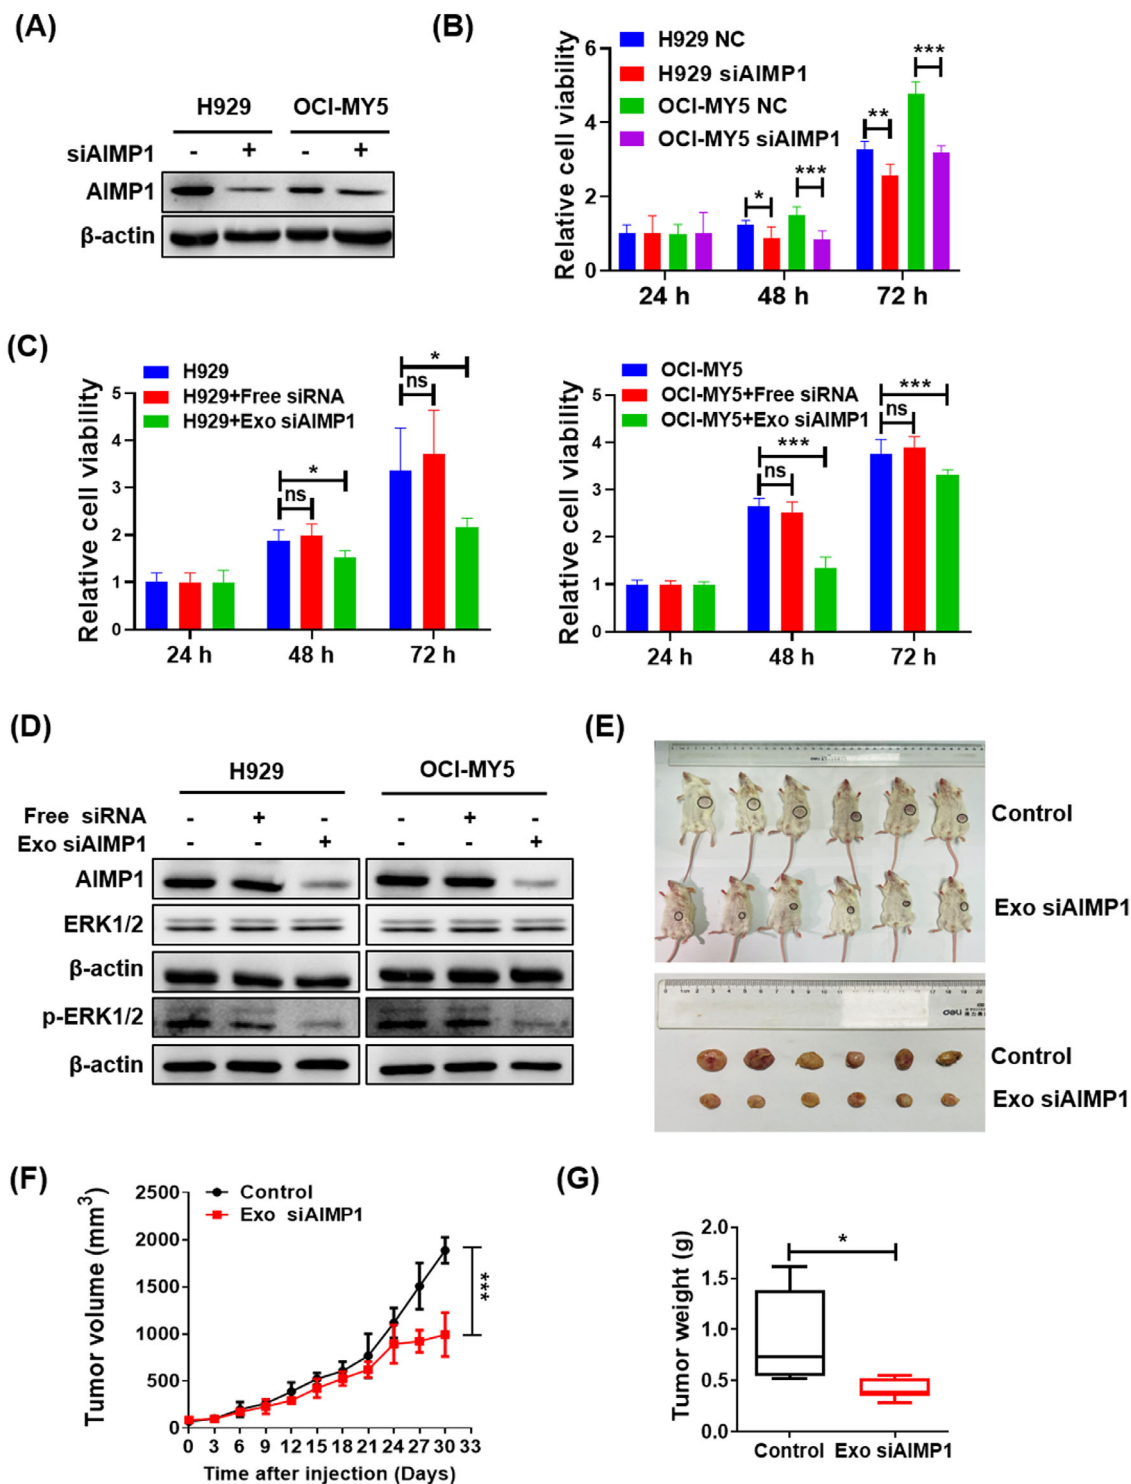 (A)
H929 OCI-MY5
siAIMP1 - + - +
AIMP1
β-actin
(B)
H929 NC
H929 siAIMP1
OCI-MY5 NC
OCI-MY5 siAIMP1
Relative cell viability
6
4
2
0
* *** ** ***
24 h 48 h 72 h
(C)
H929
H929+Free siRNA
H929+Exo siAIMP1
Relative cell viability
5
4
3
2
1
0
ns * ns *
24 h 48 h 72 h
OCI-MY5
OCI-MY5+Free siRNA
OCI-MY5+Exo siAIMP1
Relative cell viability
5
4
3
2
1
0
ns *** ns ***
24 h 48 h 72 h
(D)
H929 OCI-MY5
Free siRNA - + - - + -
Exo siAIMP1 - - + - - +
AIMP1
ERK1/2
β-actin
p-ERK1/2
β-actin
(E)
Control
Exo siAIMP1
deli
Control
Exo siAIMP1
(F)
Control
Exo siAIMP1
Tumor volume (mm³)
2500
2000
1500
1000
500
0
***
0 3 6 9 12 15 18 21 24 27 30 33
Time after injection (Days)
(G)
Tumor weight (g)
2.0
1.5
1.0
0.5
0.0
*
Control Exo siAIMP1